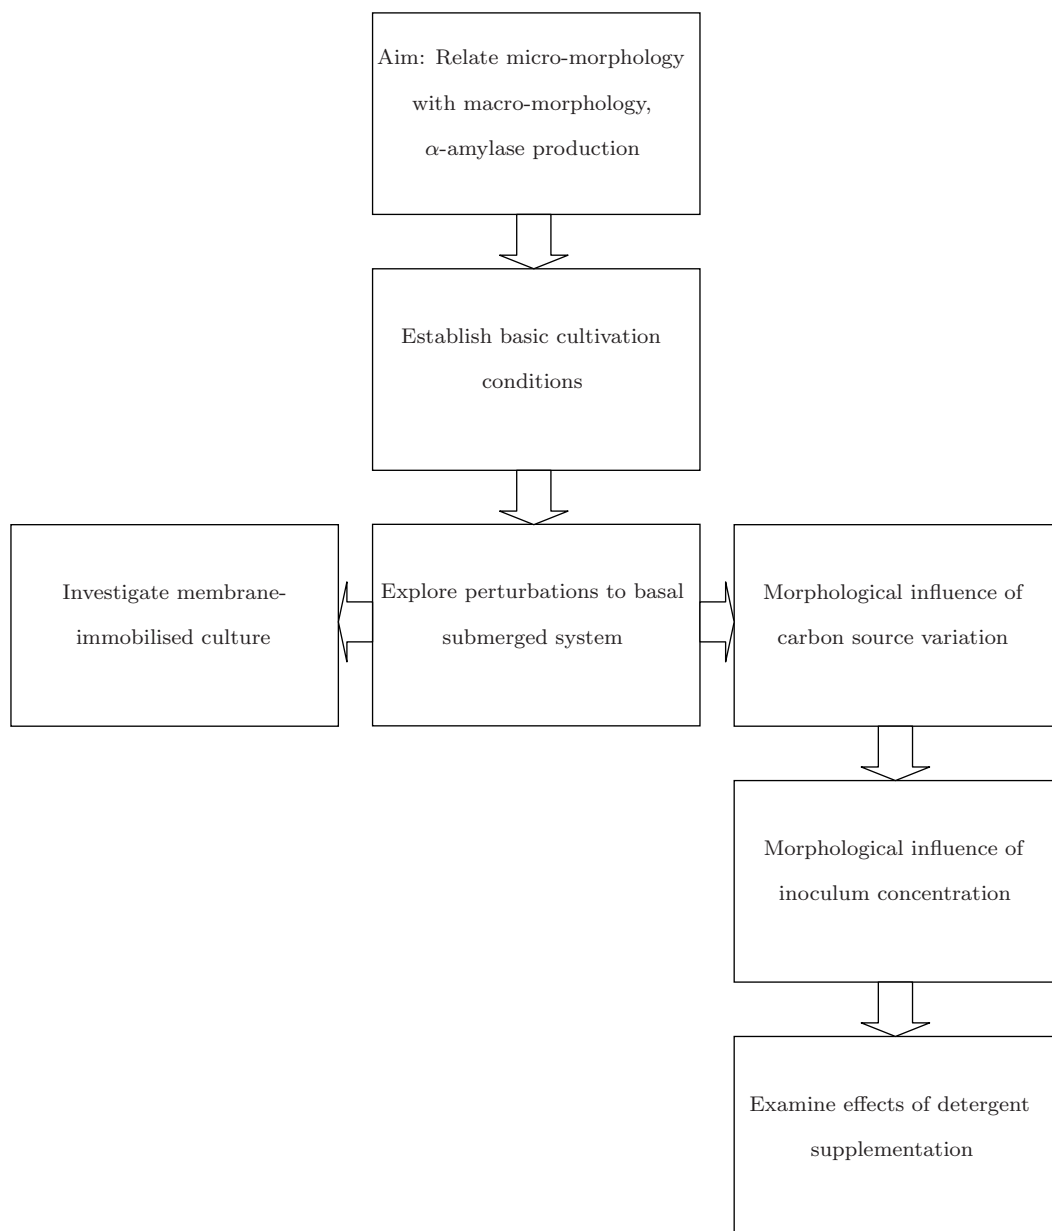 Aim: Relate micro-morphology
with macro-morphology,
α-amylase production
Establish basic cultivation
conditions
Investigate membrane-
immobilised culture
Explore perturbations to basal
submerged system
Morphological influence of
carbon source variation
Morphological influence of
inoculum concentration
Examine effects of detergent
supplementation